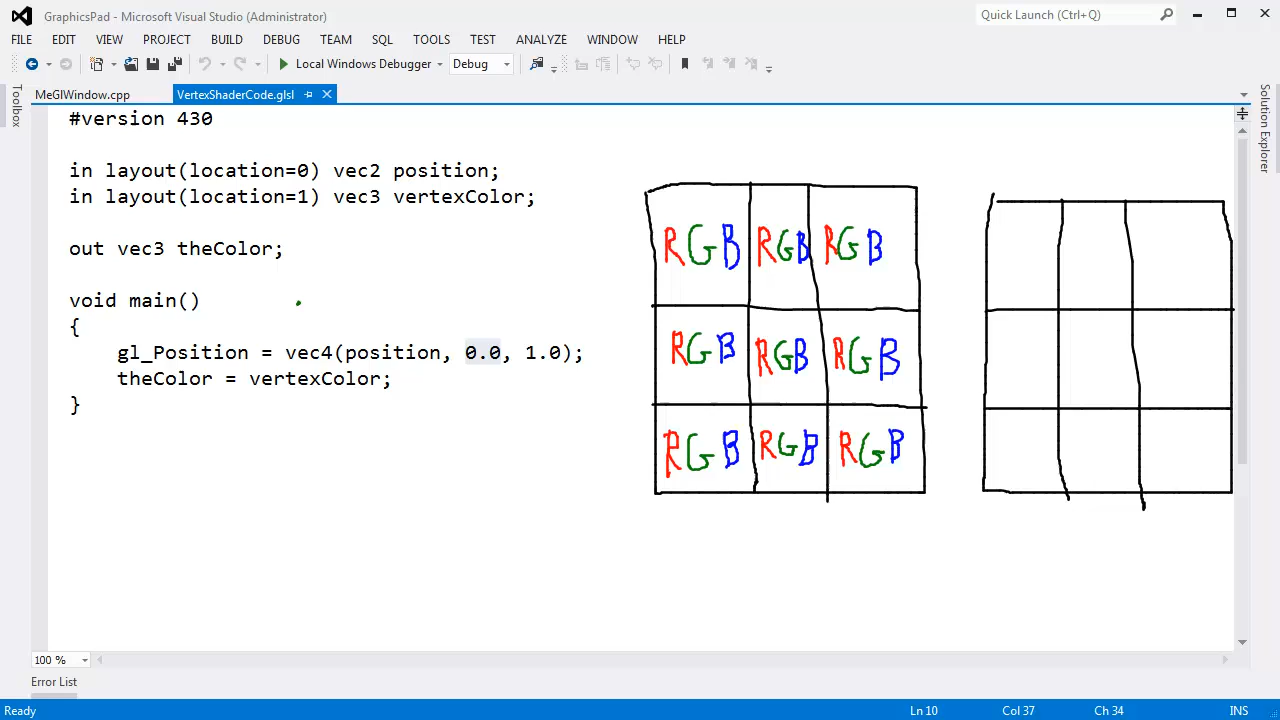 GraphicsPad - Microsoft Visual Studio (Administrator)
Quick Launch (Ctrl+Q)
FILE EDIT VIEW PROJECT BUILD DEBUG TEAM SQL TOOLS TEST ANALYZE WINDOW HELP
Local Windows Debugger Debug
MeGlWindow.cpp VertexShaderCode.glsl
Toolbox
Solution Explorer
#version 430
in layout(location=0) vec2 position;
in layout(location=1) vec3 vertexColor;
out vec3 theColor;
void main()
{
gl_Position = vec4(position, 0.0, 1.0);
theColor = vertexColor;
}
RGB RGB RGB
RGB RGB RGB
RGB RGB RGB
100 %
Error List
Ready Ln 10 Col 37 Ch 34 INS